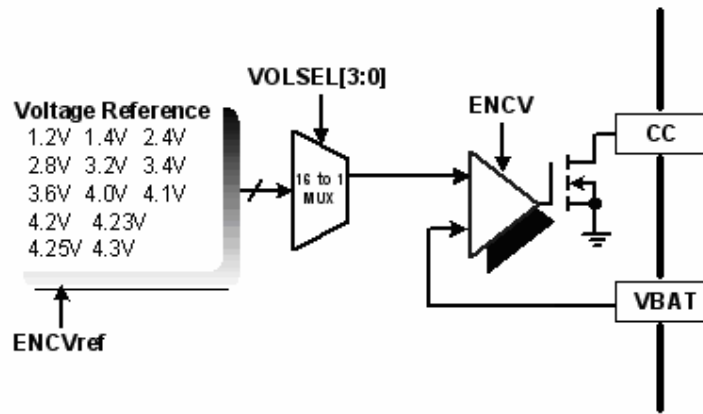 VOLSEL[3:0]
ENCV
Voltage Reference
1.2V 1.4V 2.4V
2.8V 3.2V 3.4V
3.6V 4.0V 4.1V
4.2V 4.23V
4.25V 4.3V
16 to 1
MUX
CC
VBAT
ENCVref